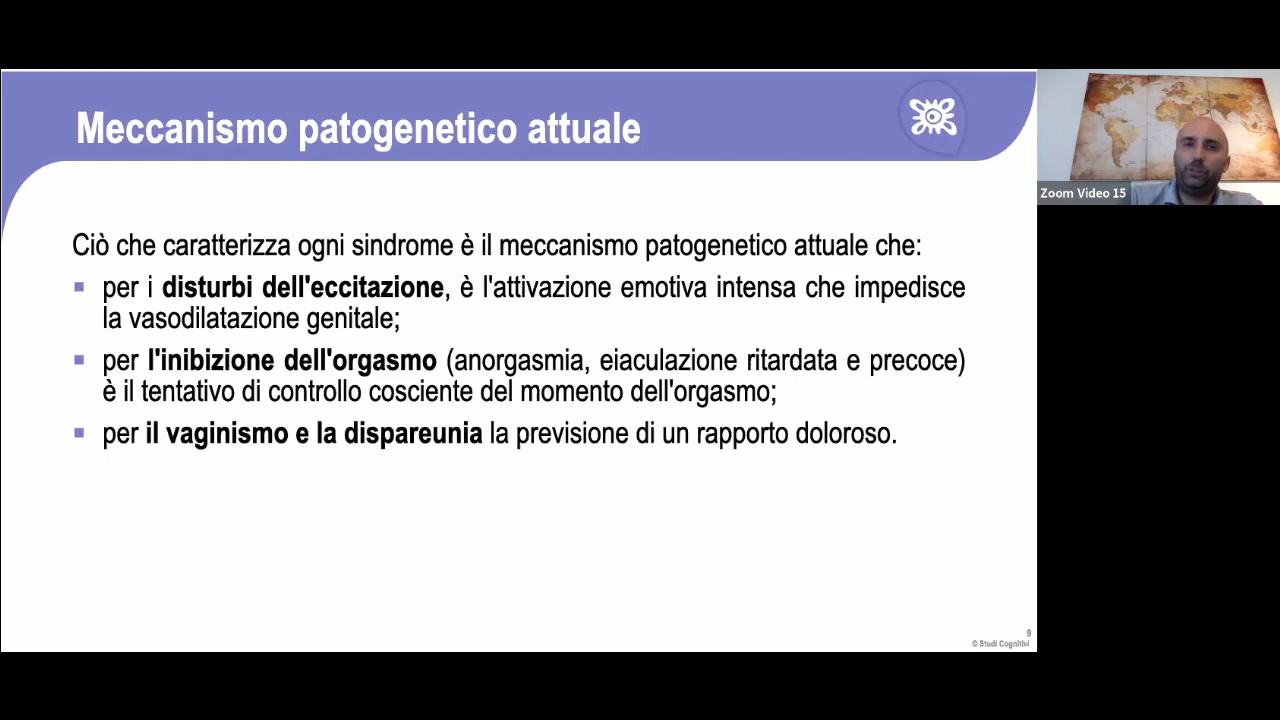 Meccanismo patogenetico attuale
Ciò che caratterizza ogni sindrome è il meccanismo patogenetico attuale che:
▪ per i disturbi dell'eccitazione, è l'attivazione emotiva intensa che impedisce
la vasodilatazione genitale;
▪ per l'inibizione dell'orgasmo (anorgasmia, eiaculazione ritardata e precoce)
è il tentativo di controllo cosciente del momento dell'orgasmo;
▪ per il vaginismo e la dispareunia la previsione di un rapporto doloroso.
9
© Studi Cognitivi
Zoom Video 15